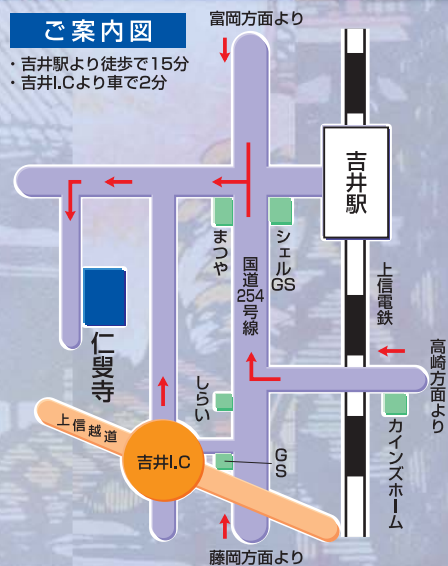 ご案内図
・吉井駅より徒歩で15分
・吉井I.Cより車で2分
富岡方面より
吉井駅
まつや
シェルGS
国道254号線
上信電鉄
高崎方面より
仁叟寺
しらい
カインズホーム
上信越道
吉井I.C
GS
藤岡方面より